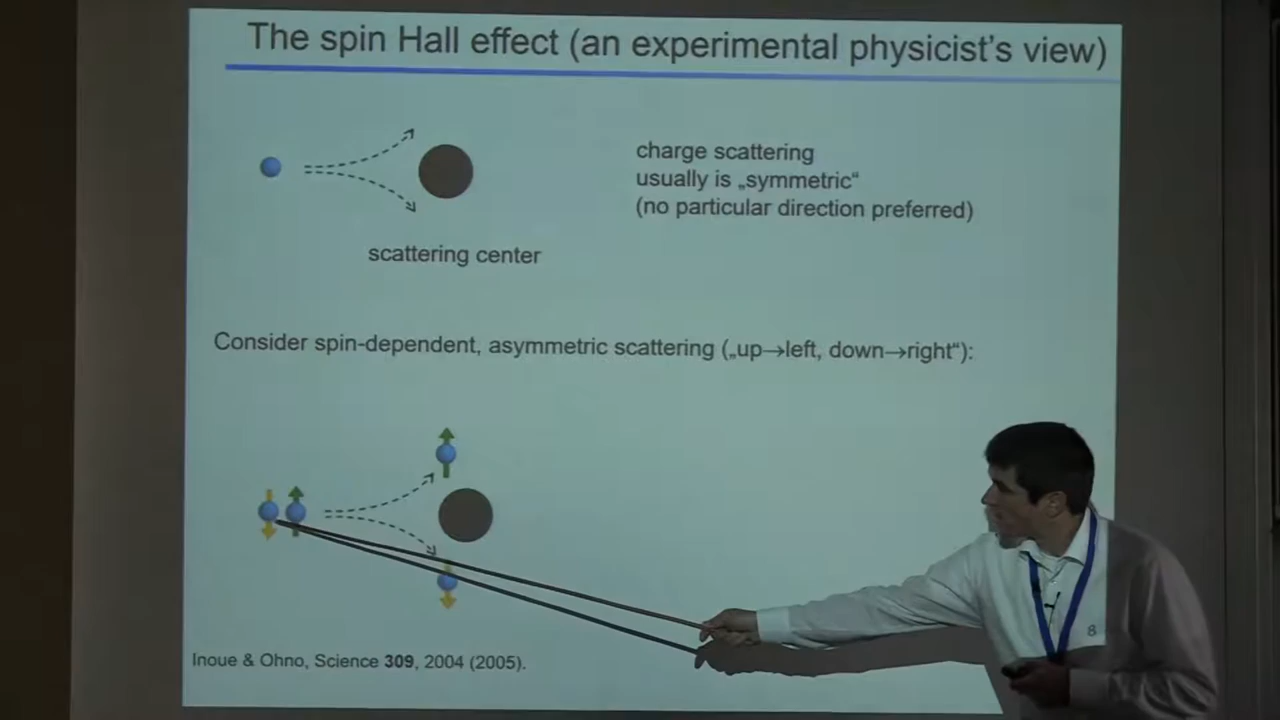 The spin Hall effect (an experimental physicist's view)
charge scattering
usually is „symmetric“
(no particular direction preferred)
scattering center
Consider spin-dependent, asymmetric scattering („up→left, down→right“):
8
Inoue & Ohno, Science 309, 2004 (2005).